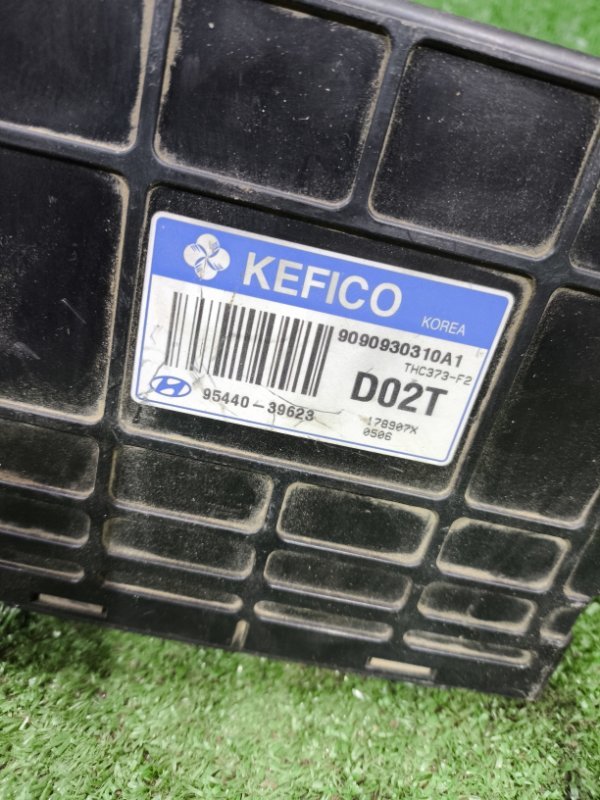 KEFICO
KOREA
9090930310A1
THC373-F2
D02T
95440-39623
178907X
0506